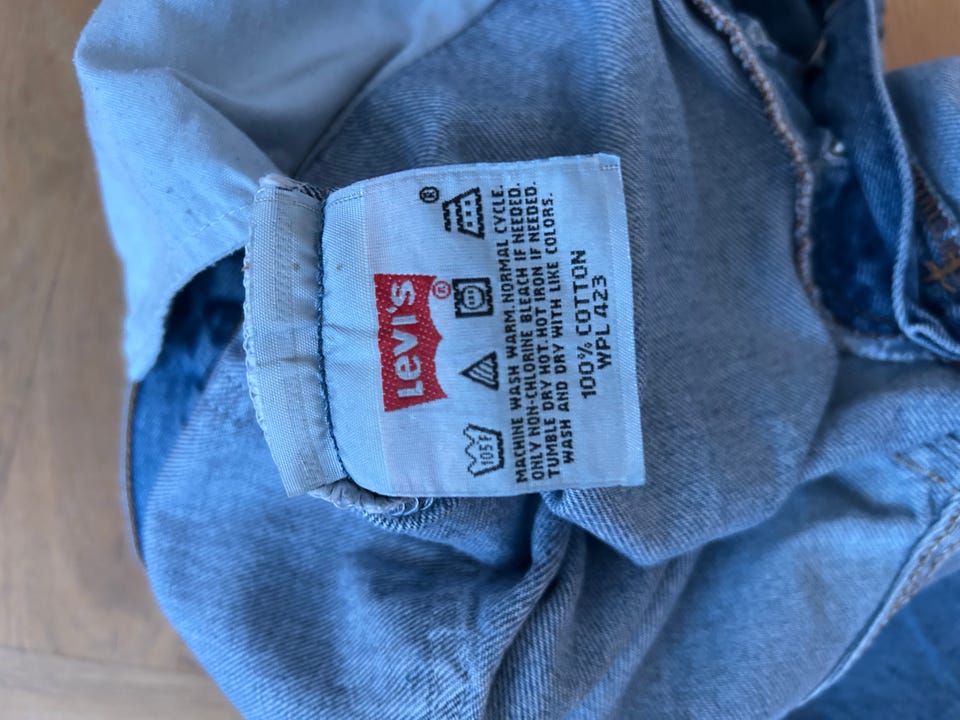 ®
Levi's®
105F
MACHINE WASH WARM.NORMAL CYCLE.
ONLY NON-CHLORINE BLEACH IF NEEDED.
TUMBLE DRY HOT.HOT IRON IF NEEDED.
WASH AND DRY WITH LIKE COLORS.
100% COTTON
WPL 423